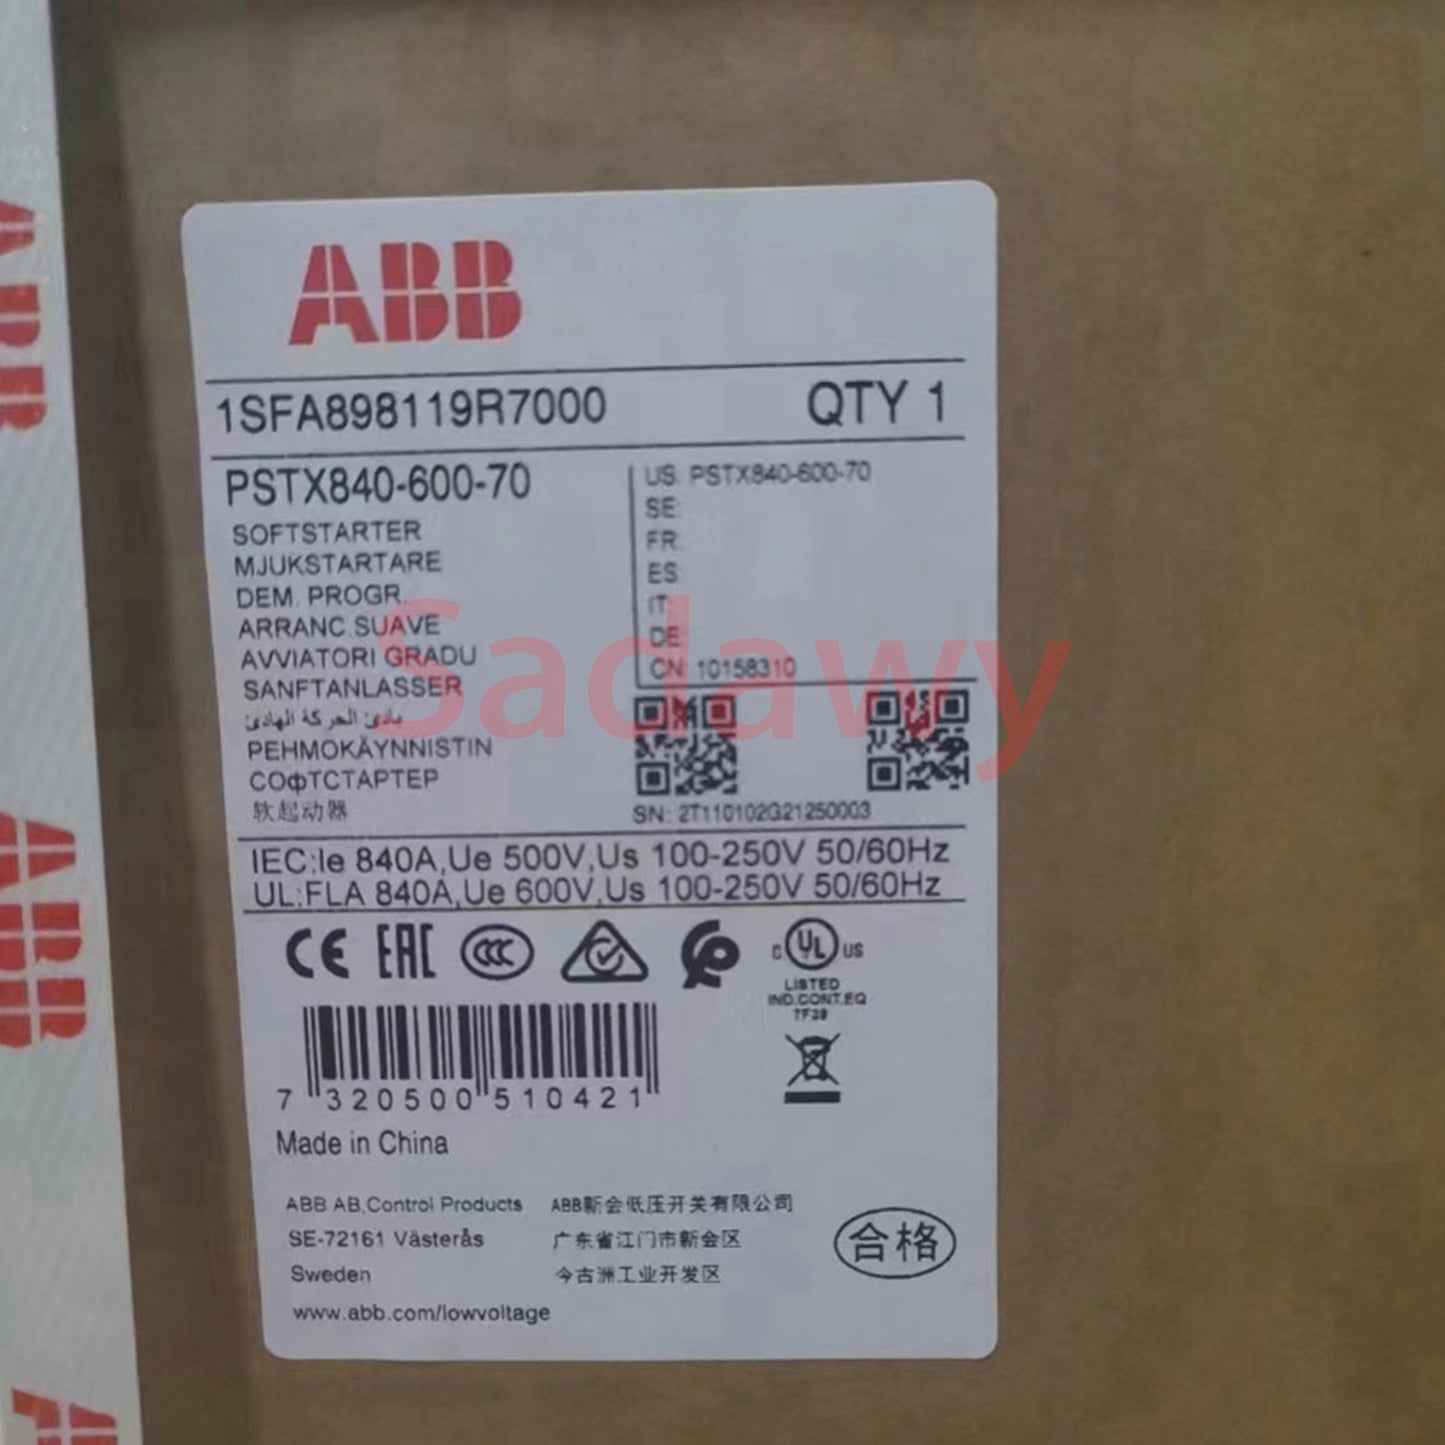 ABB
1SFA898119R7000 QTY 1
PSTX840-600-70
SOFTSTARTER
MJUKSTARTARE
DEM. PROGR.
ARRANC.SUAVE
AVVIATORI GRADU
SANFTANLASSER
بادئ الحركة الهادئ
PEHMOKÄYNNISTIN
СОФТСТАРТЕР
软起动器
US: PSTX840-600-70
SE:
FR:
ES:
IT:
DE:
CN: 10158310
SN: 2T110102G21250003
Sadawy
IEC:Ie 840A,Ue 500V,Us 100-250V 50/60Hz
UL:FLA 840A,Ue 600V,Us 100-250V 50/60Hz
CE EAC CCC C UL US
LISTED
IND.CONT.EQ
7F39
7 320500 510421
Made in China
ABB AB,Control Products
SE-72161 Västerås
Sweden
www.abb.com/lowvoltage
ABB新会低压开关有限公司
广东省江门市新会区
今古洲工业开发区
合格
ABB
ABB